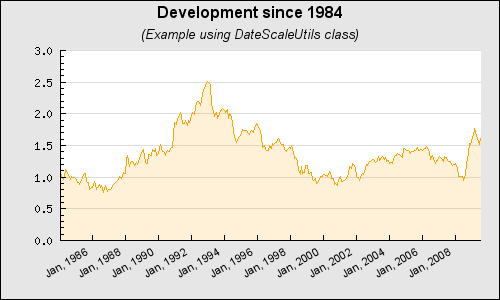 Development since 1984
(Example using DateScaleUtils class)
3.0
2.5
2.0
1.5
1.0
0.5
0.0
Jan, 1986
Jan, 1988
Jan, 1990
Jan, 1992
Jan, 1994
Jan, 1996
Jan, 1998
Jan, 2000
Jan, 2002
Jan, 2004
Jan, 2006
Jan, 2008